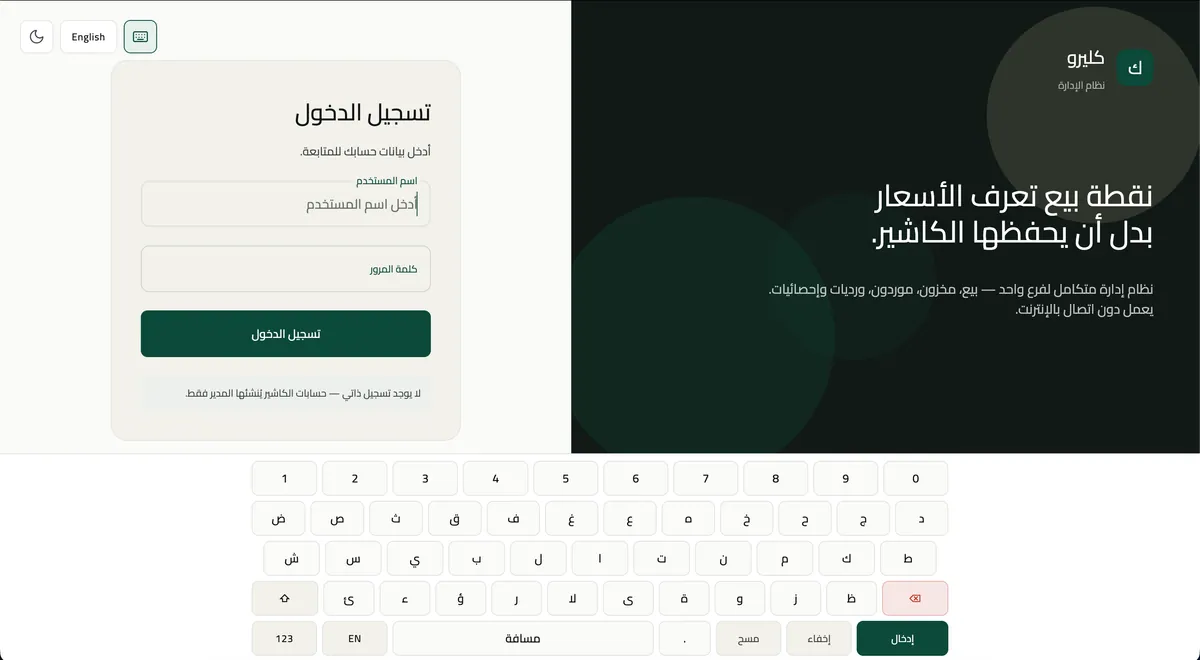 كليرو
ك
نظام الإدارة
نقطة بيع تعرف الأسعار
بدل أن يحفظها الكاشير.
نظام إدارة متكامل لفرع واحد — بيع، مخزون، موردون، ورديات وإحصائيات.
يعمل دون اتصال بالإنترنت.
English
تسجيل الدخول
أدخل بيانات حسابك للمتابعة.
اسم المستخدم
أدخل اسم المستخدم
كلمة المرور
تسجيل الدخول
لا يوجد تسجيل ذاتي — حسابات الكاشير يُنشئها المدير فقط.
1 2 3 4 5 6 7 8 9 0
ض ص ث ق ف غ ع ه خ ح ج د
ش س ي ب ل ا ت ن م ك ط
ئ ء ؤ ر لا ى ة و ز ظ
123 EN مسافة . مسح إخفاء إدخال